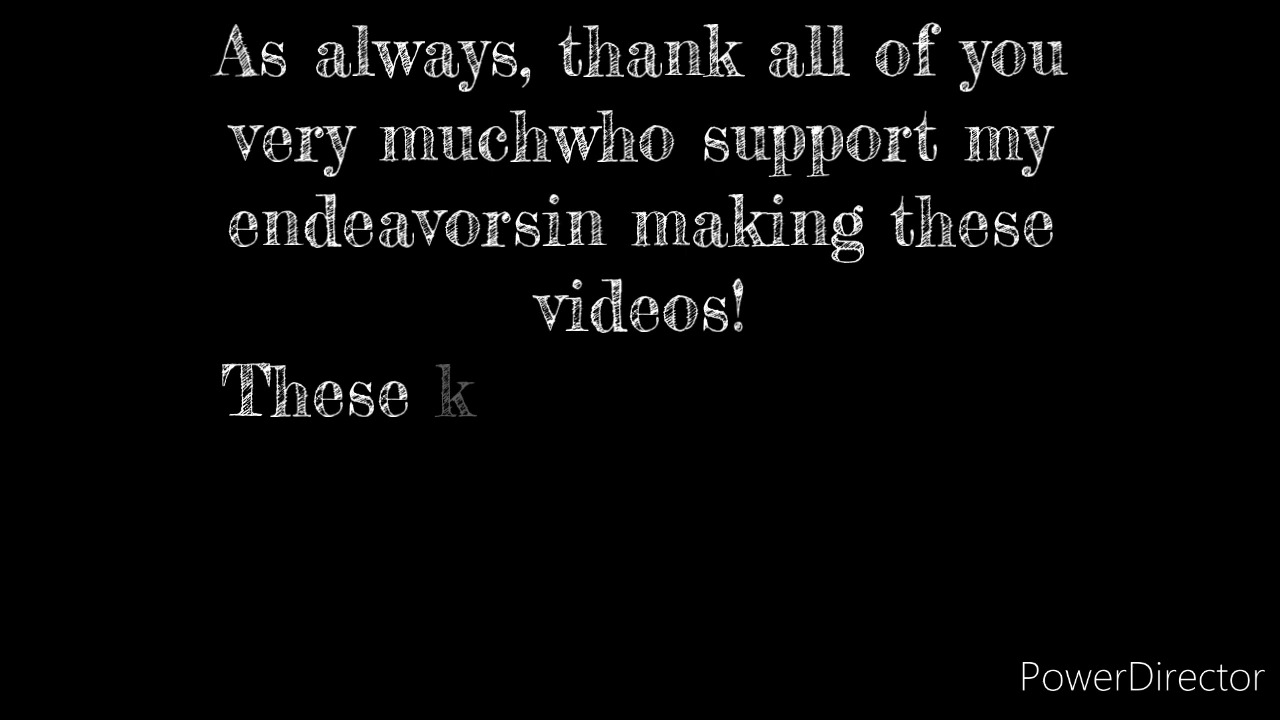 As always, thank all of you
very muchwho support my
endeavorsin making these
videos!
These k
PowerDirector